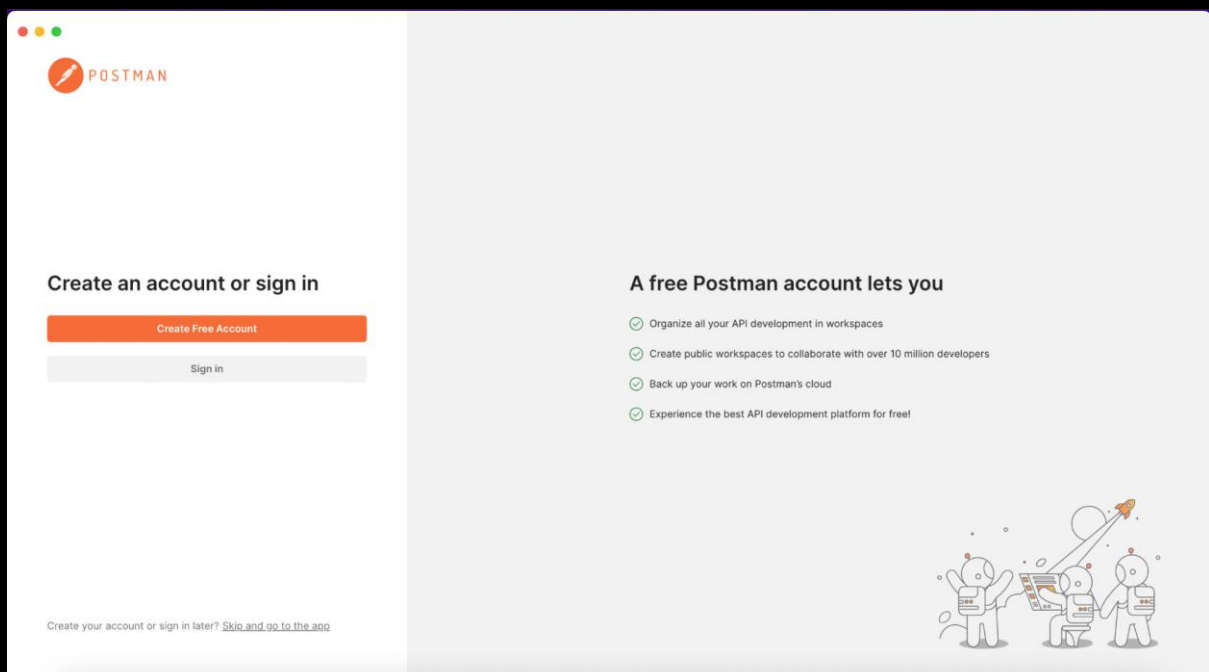 POSTMAN
Create an account or sign in
Create Free Account
Sign in
Create your account or sign in later? Skip and go to the app
A free Postman account lets you
Organize all your API development in workspaces
Create public workspaces to collaborate with over 10 million developers
Back up your work on Postman's cloud
Experience the best API development platform for free!